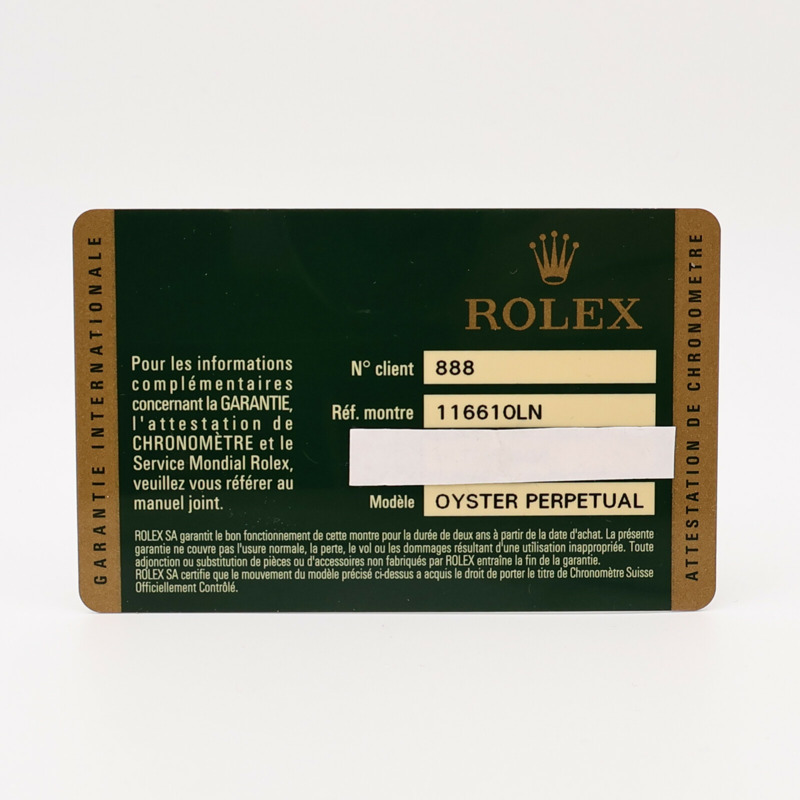 GARANTIE INTERNATIONALE
ROLEX
Pour les informations
complémentaires
concernant la GARANTIE,
l'attestation de
CHRONOMÈTRE et le
Service Mondial Rolex,
veuillez vous référer au
manuel joint.
N° client 888
Réf. montre 116610LN
Modèle OYSTER PERPETUAL
ROLEX SA garantit le bon fonctionnement de cette montre pour la durée de deux ans à partir de la date d'achat. La présente
garantie ne couvre pas l'usure normale, la perte, le vol ou les dommages résultant d'une utilisation inappropriée. Toute
adjonction ou substitution de pièces ou d'accessoires non fabriqués par ROLEX entraîne la fin de la garantie.
ROLEX SA certifie que le mouvement du modèle précisé ci-dessus a acquis le droit de porter le titre de Chronomètre Suisse
Officiellement Contrôlé.
ATTESTATION DE CHRONOMETRE